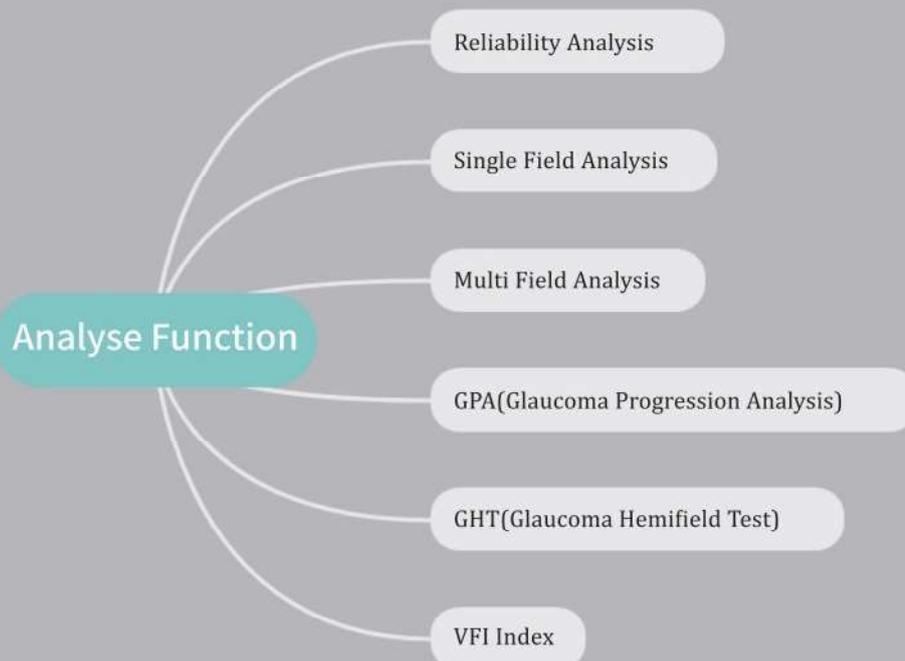 Reliability Analysis
Single Field Analysis
Multi Field Analysis
Analyse Function
GPA(Glaucoma Progression Analysis)
GHT(Glaucoma Hemifield Test)
VFI Index